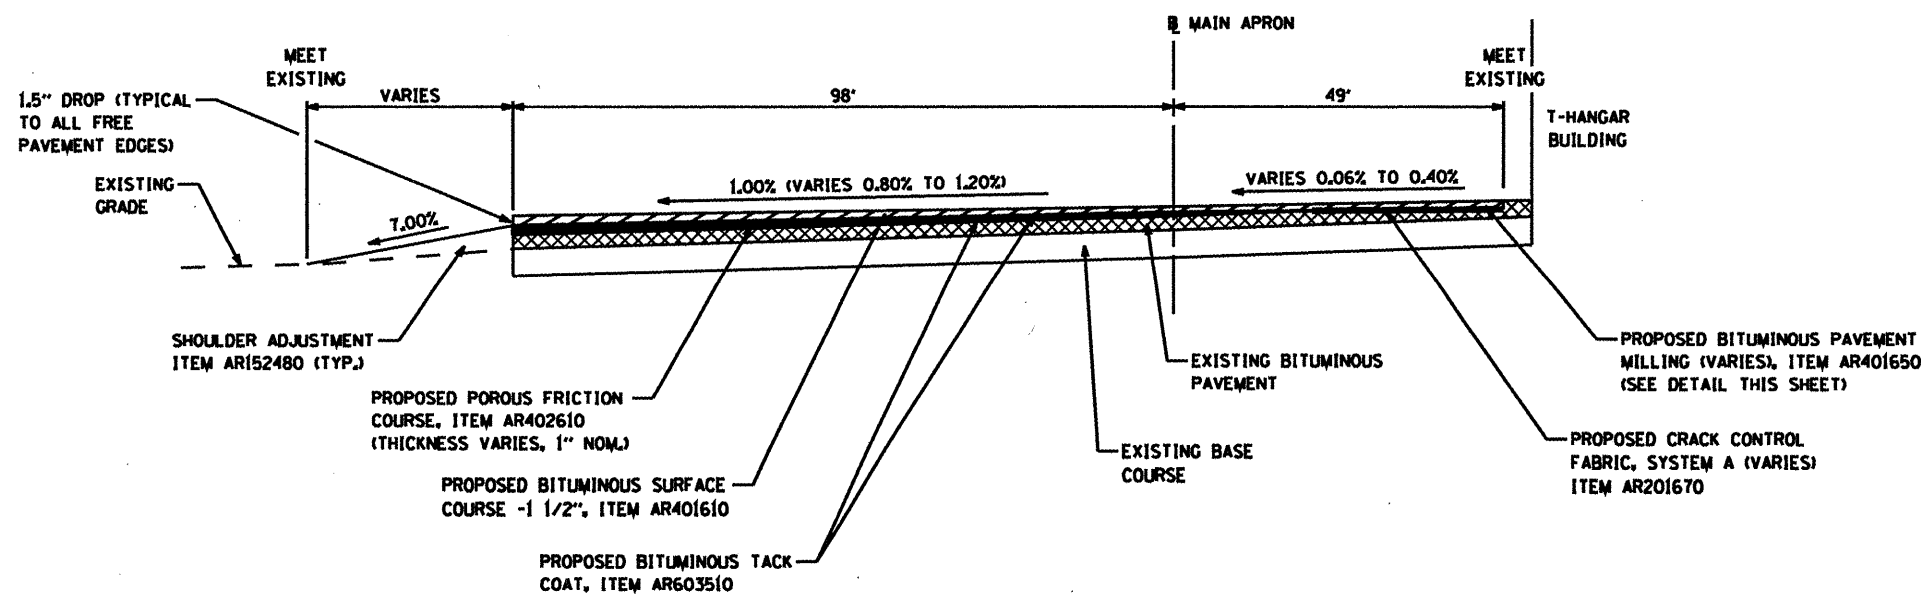 ℄ MAIN APRON
MEET
EXISTING
MEET
EXISTING
1.5" DROP (TYPICAL
TO ALL FREE
PAVEMENT EDGES)
VARIES
98'
49'
T-HANGAR
BUILDING
EXISTING
GRADE
7.00%
1.00% (VARIES 0.80% TO 1.20%)
VARIES 0.06% TO 0.40%
SHOULDER ADJUSTMENT
ITEM AR152480 (TYP.)
PROPOSED POROUS FRICTION
COURSE, ITEM AR402610
(THICKNESS VARIES, 1" NOM.)
PROPOSED BITUMINOUS SURFACE
COURSE -1 1/2", ITEM AR401610
PROPOSED BITUMINOUS TACK
COAT, ITEM AR603510
EXISTING BITUMINOUS
PAVEMENT
EXISTING BASE
COURSE
PROPOSED BITUMINOUS PAVEMENT
MILLING (VARIES), ITEM AR401650
(SEE DETAIL THIS SHEET)
PROPOSED CRACK CONTROL
FABRIC, SYSTEM A (VARIES)
ITEM AR201670